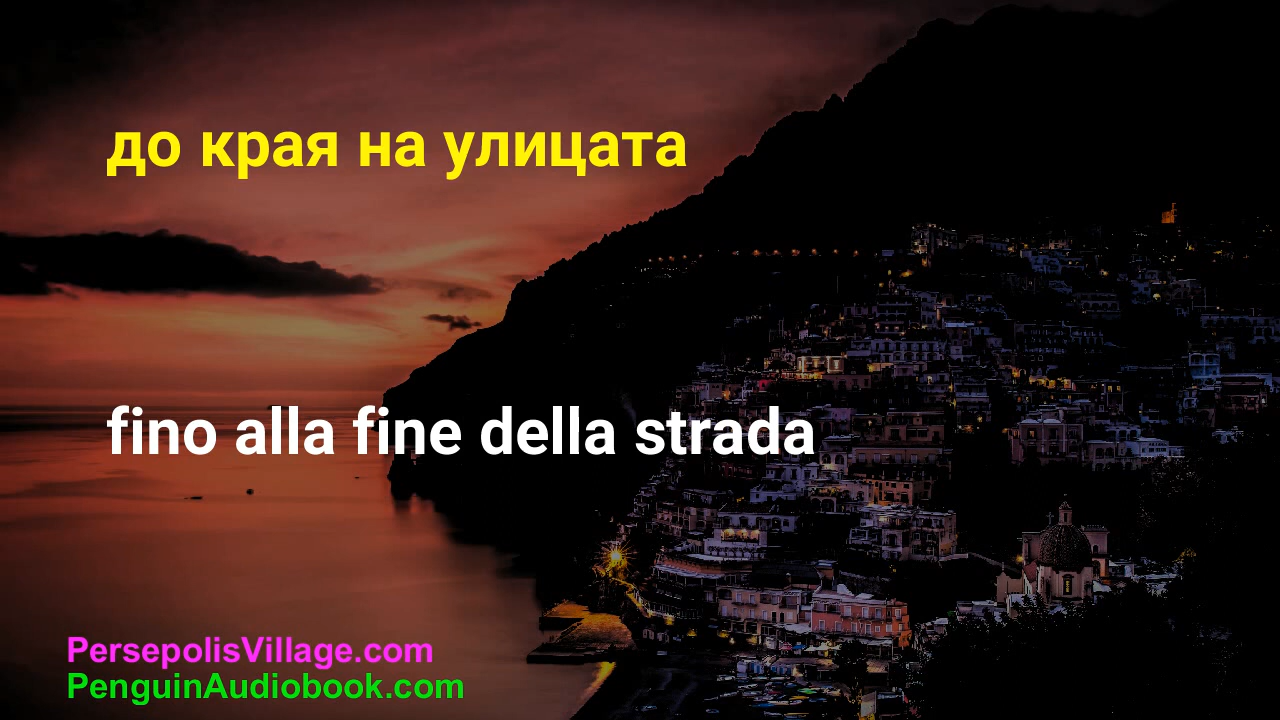 до края на улицата
fino alla fine della strada
PersepolisVillage.com
PenguinAudiobook.com